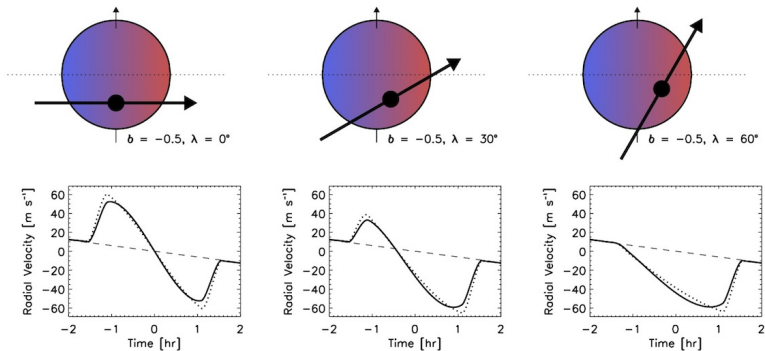 b = −0.5, λ = 0°
b = −0.5, λ = 30°
b = −0.5, λ = 60°
Radial Velocity [m s⁻¹]
60
40
20
0
−20
−40
−60
−2 −1 0 1 2
Time [hr]
Radial Velocity [m s⁻¹]
60
40
20
0
−20
−40
−60
−2 −1 0 1 2
Time [hr]
Radial Velocity [m s⁻¹]
60
40
20
0
−20
−40
−60
−2 −1 0 1 2
Time [hr]